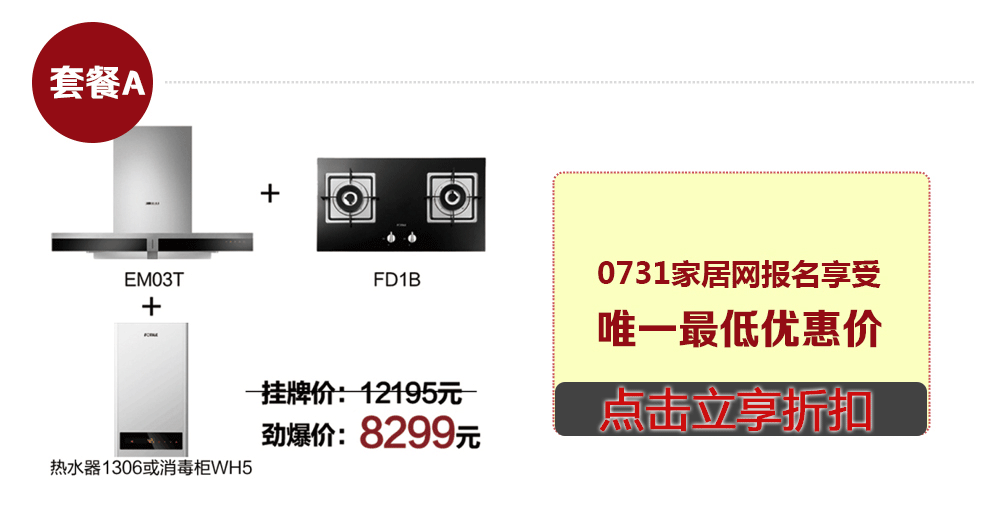 套餐A
EM03T
+
FD1B
+
热水器1306或消毒柜WH5
挂牌价：12195元
劲爆价：8299元
0731家居网报名享受
唯一最低优惠价
点击立享折扣